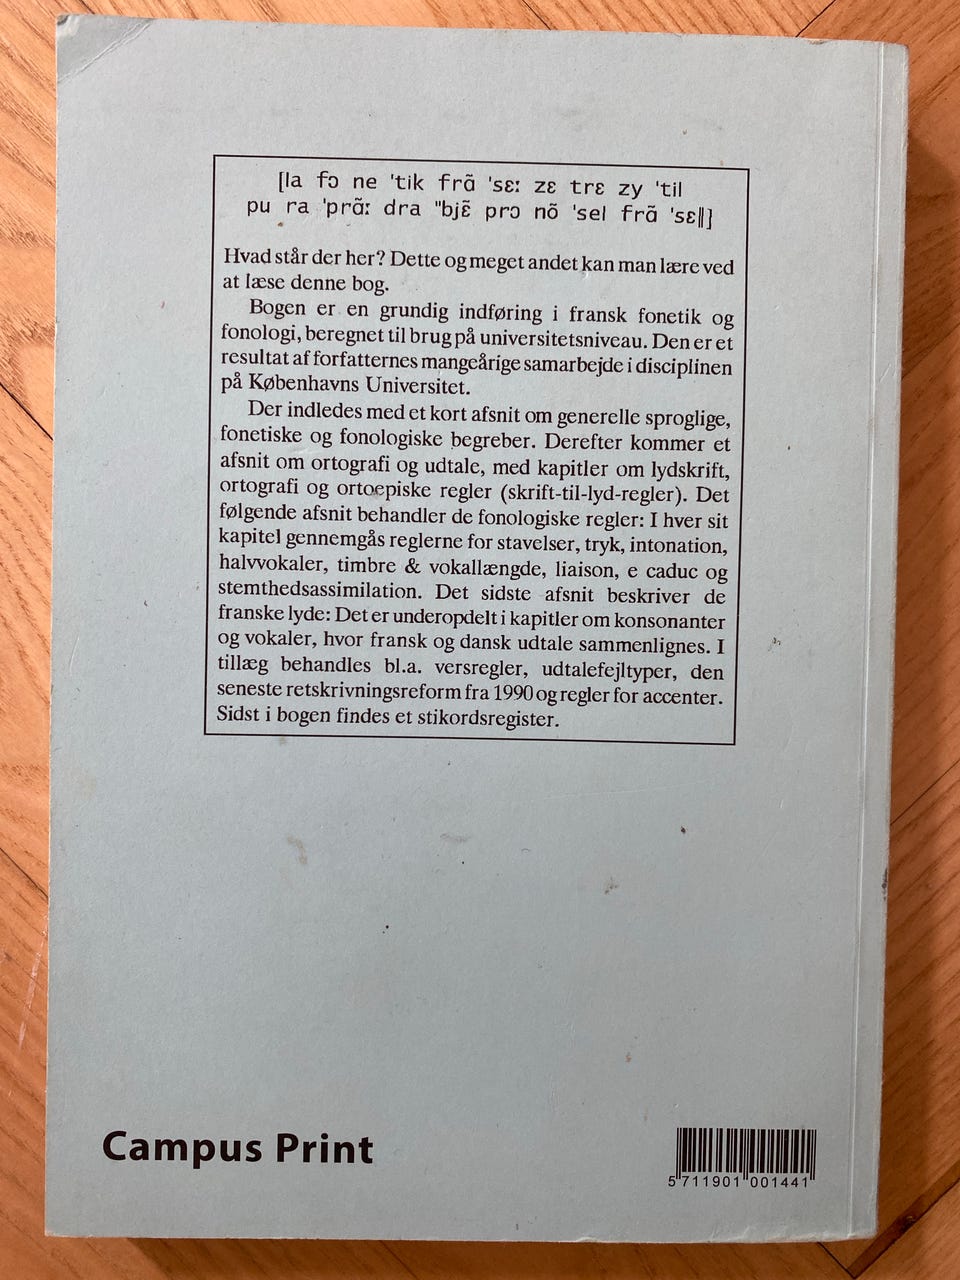 [la fɔ ne ˈtik frɑ̃ ˈsɛː zɛ trɛ zy ˈtil
pu ra ˈprɑ̃ː dra "bjɛ̃ prɔ nõ ˈsel frɑ̃ ˈsɛ‖]
Hvad står der her? Dette og meget andet kan man lære ved
at læse denne bog.
Bogen er en grundig indføring i fransk fonetik og
fonologi, beregnet til brug på universitetsniveau. Den er et
resultat af forfatternes mangeårige samarbejde i disciplinen
på Københavns Universitet.
Der indledes med et kort afsnit om generelle sproglige,
fonetiske og fonologiske begreber. Derefter kommer et
afsnit om ortografi og udtale, med kapitler om lydskrift,
ortografi og ortoepiske regler (skrift-til-lyd-regler). Det
følgende afsnit behandler de fonologiske regler: I hver sit
kapitel gennemgås reglerne for stavelser, tryk, intonation,
halvvokaler, timbre & vokallængde, liaison, e caduc og
stemthedsassimilation. Det sidste afsnit beskriver de
franske lyde: Det er underopdelt i kapitler om konsonanter
og vokaler, hvor fransk og dansk udtale sammenlignes. I
tillæg behandles bl.a. versregler, udtalefejltyper, den
seneste retskrivningsreform fra 1990 og regler for accenter.
Sidst i bogen findes et stikordsregister.
Campus Print
5 711901 001441